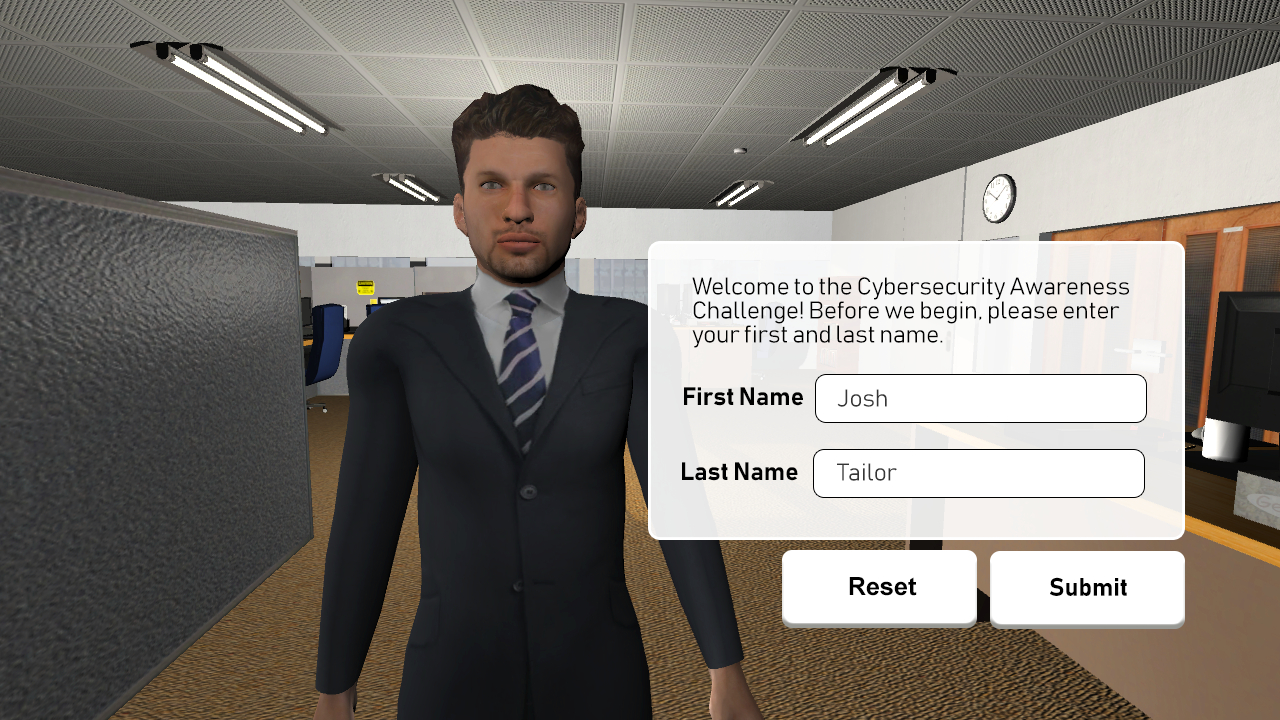 Welcome to the Cybersecurity Awareness
Challenge! Before we begin, please enter
your first and last name.
First Name
Josh
Last Name
Tailor
Reset
Submit